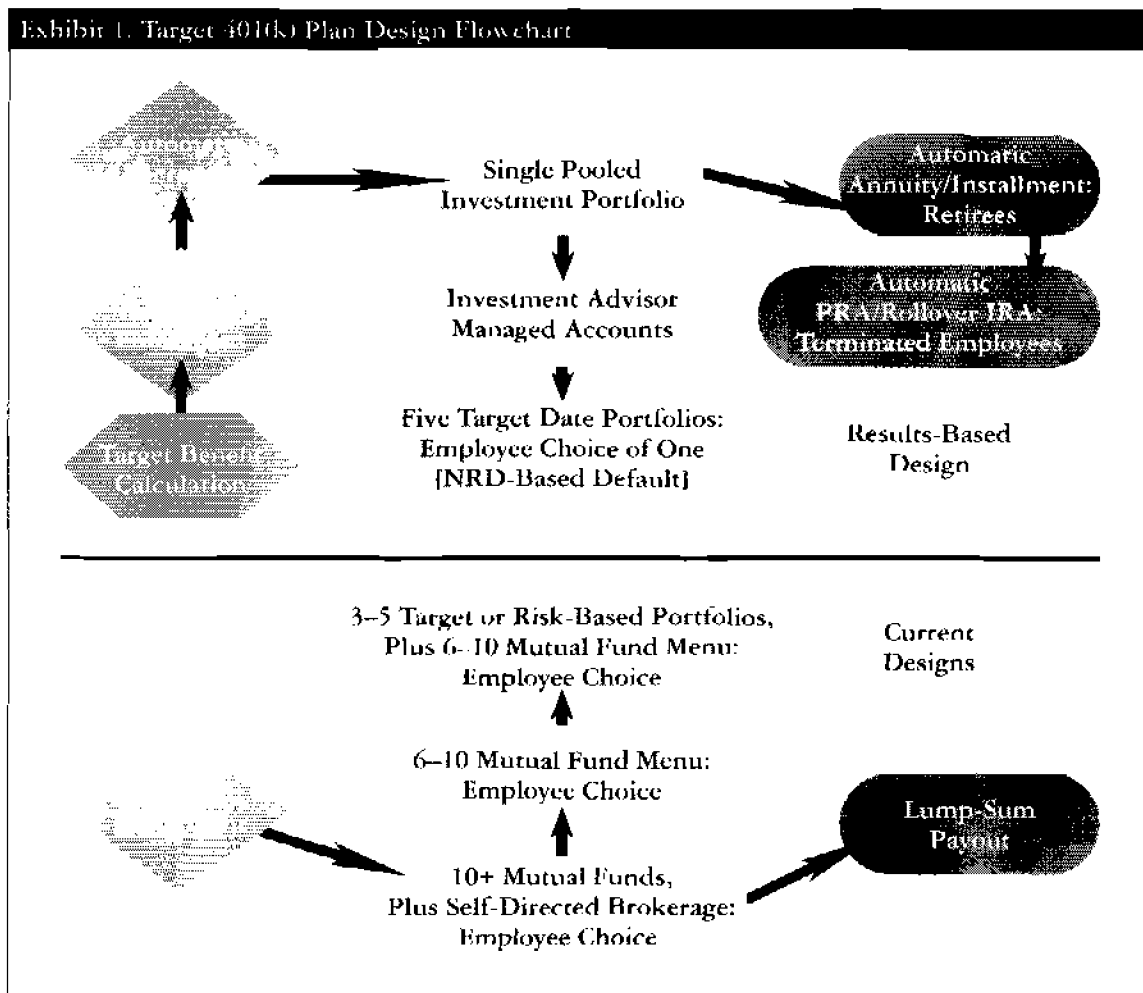 Exhibit 1. Target 401(k) Plan Design Flowchart
Automatic
Single Pooled
Investment Portfolio
Automatic
Annuity/Installment:
Retirees
Investment Advisor
Managed Accounts
Automatic
PRA/Rollover IRA:
Terminated Employees
Target Benefit
Calculation
Five Target Date Portfolios:
Employee Choice of One
[NRD-Based Default]
Results-Based
Design
3–5 Target or Risk-Based Portfolios,
Plus 6–10 Mutual Fund Menu:
Employee Choice
Current
Designs
6–10 Mutual Fund Menu:
Employee Choice
Lump-Sum
Payout
10+ Mutual Funds,
Plus Self-Directed Brokerage:
Employee Choice